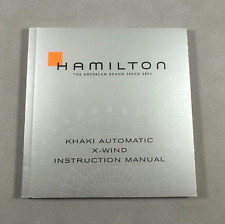 HAMILTON
THE AMERICAN BRAND SINCE 1892
KHAKI AUTOMATIC
X-WIND
INSTRUCTION MANUAL